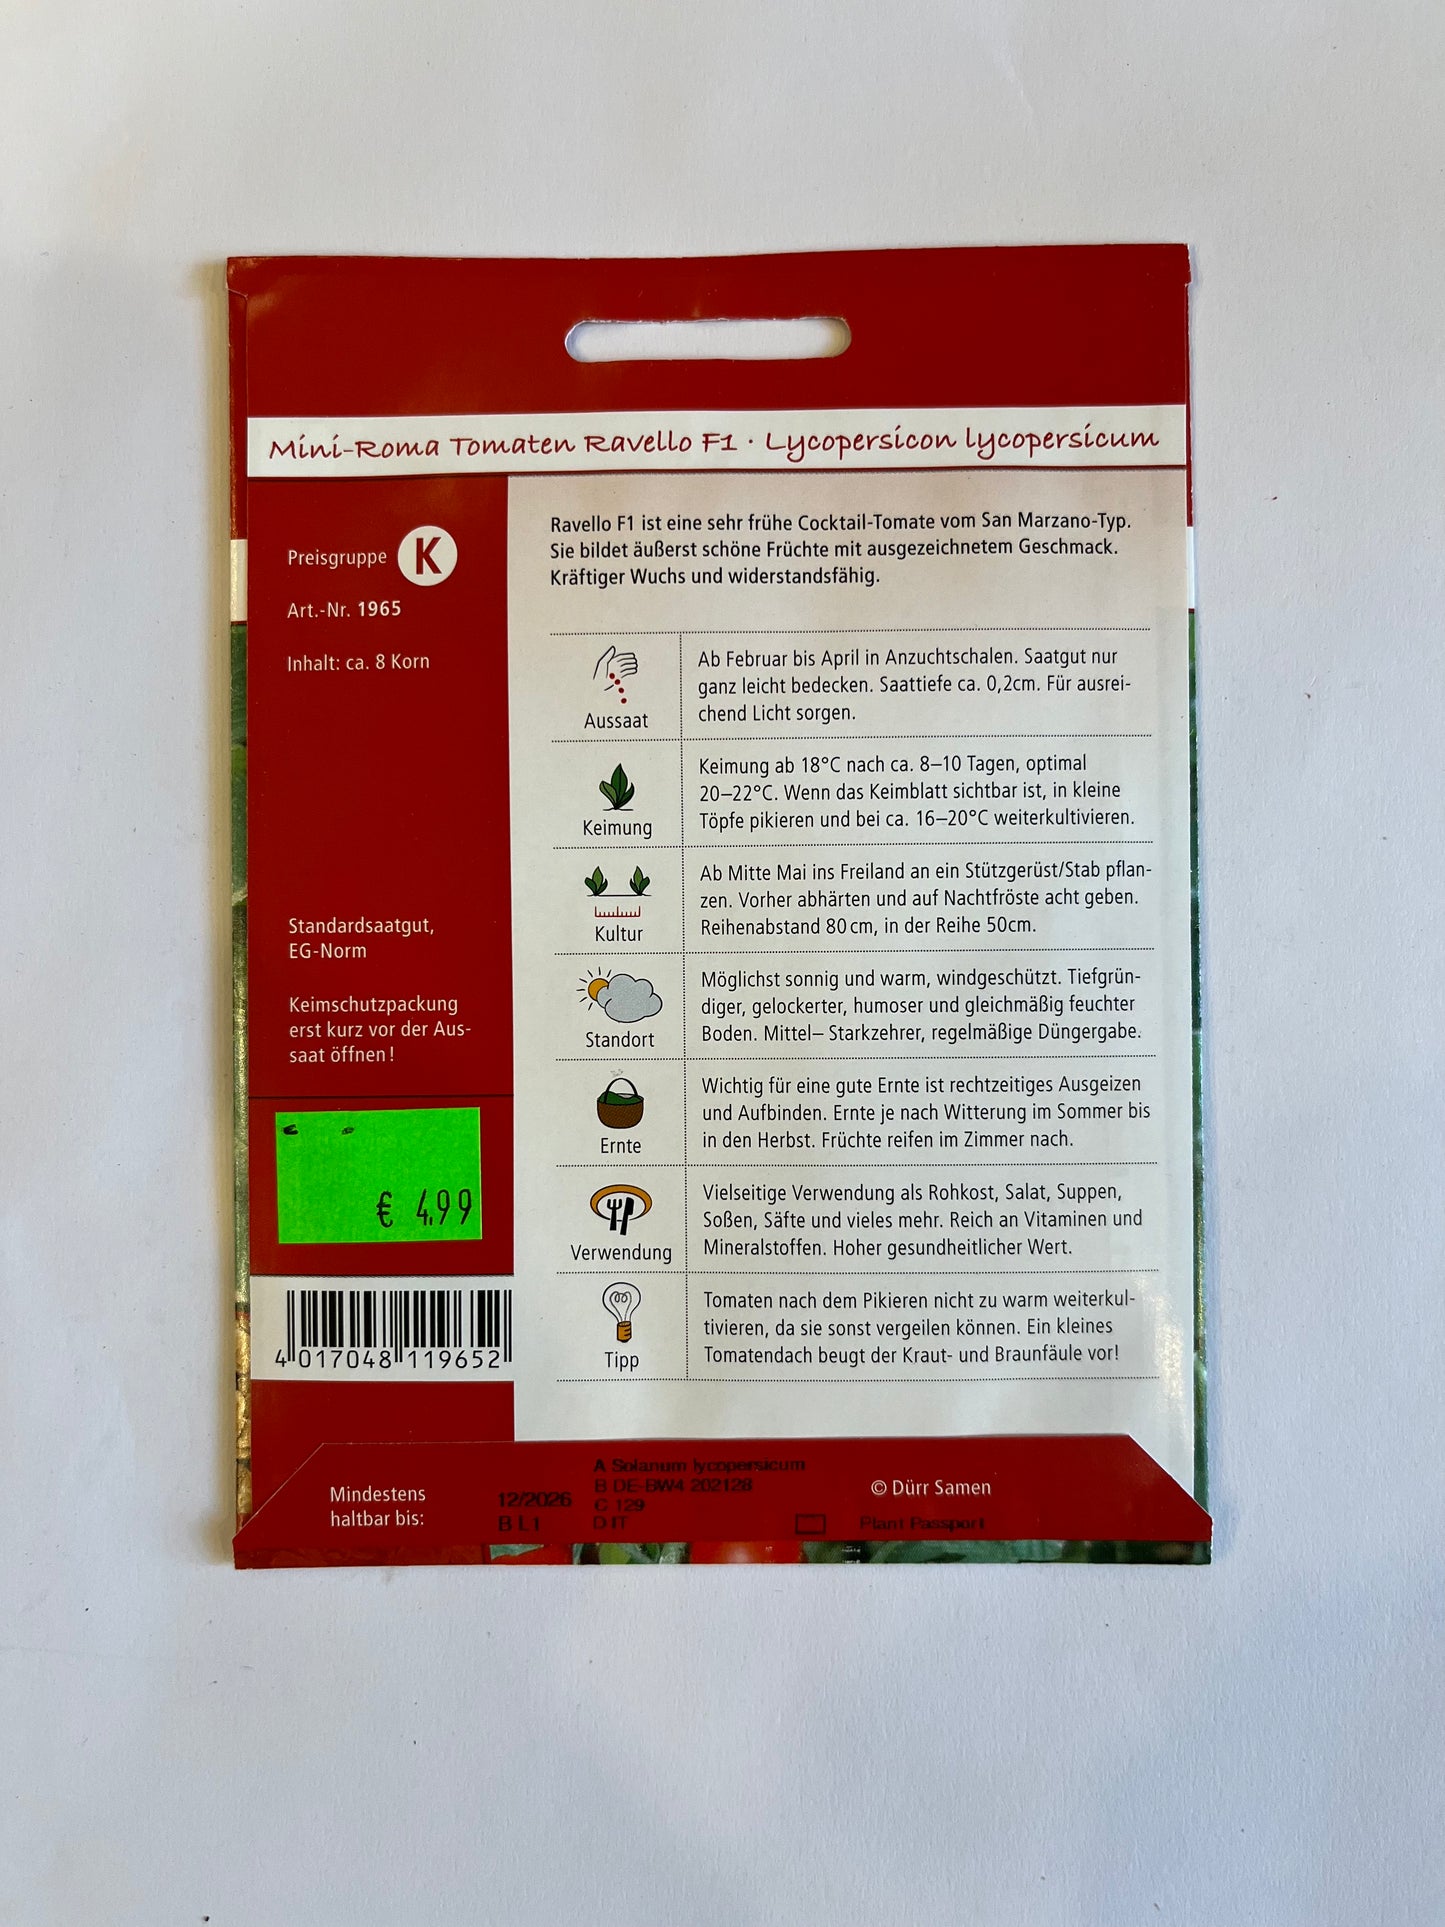 Mini-Roma Tomaten Ravello F1 · Lycopersicon lycopersicum
Preisgruppe K
Art.-Nr. 1965
Inhalt: ca. 8 Korn
Standardsaatgut,
EG-Norm
Keimschutzpackung
erst kurz vor der Aus-
saat öffnen!
€ 4,99
4 017048 119652
Ravello F1 ist eine sehr frühe Cocktail-Tomate vom San Marzano-Typ.
Sie bildet äußerst schöne Früchte mit ausgezeichnetem Geschmack.
Kräftiger Wuchs und widerstandsfähig.
Aussaat
Ab Februar bis April in Anzuchtschalen. Saatgut nur
ganz leicht bedecken. Saattiefe ca. 0,2cm. Für ausrei-
chend Licht sorgen.
Keimung
Keimung ab 18°C nach ca. 8–10 Tagen, optimal
20–22°C. Wenn das Keimblatt sichtbar ist, in kleine
Töpfe pikieren und bei ca. 16–20°C weiterkultivieren.
Kultur
Ab Mitte Mai ins Freiland an ein Stützgerüst/Stab pflan-
zen. Vorher abhärten und auf Nachtfröste acht geben.
Reihenabstand 80 cm, in der Reihe 50cm.
Standort
Möglichst sonnig und warm, windgeschützt. Tiefgrün-
diger, gelockerter, humoser und gleichmäßig feuchter
Boden. Mittel– Starkzehrer, regelmäßige Düngergabe.
Ernte
Wichtig für eine gute Ernte ist rechtzeitiges Ausgeizen
und Aufbinden. Ernte je nach Witterung im Sommer bis
in den Herbst. Früchte reifen im Zimmer nach.
Verwendung
Vielseitige Verwendung als Rohkost, Salat, Suppen,
Soßen, Säfte und vieles mehr. Reich an Vitaminen und
Mineralstoffen. Hoher gesundheitlicher Wert.
Tipp
Tomaten nach dem Pikieren nicht zu warm weiterkul-
tivieren, da sie sonst vergeilen können. Ein kleines
Tomatendach beugt der Kraut- und Braunfäule vor!
Mindestens
haltbar bis:
12/2026
B L1
A Solanum lycopersicum
B DE-BW4 202128
C 129
D IT
© Dürr Samen
Plant Passport